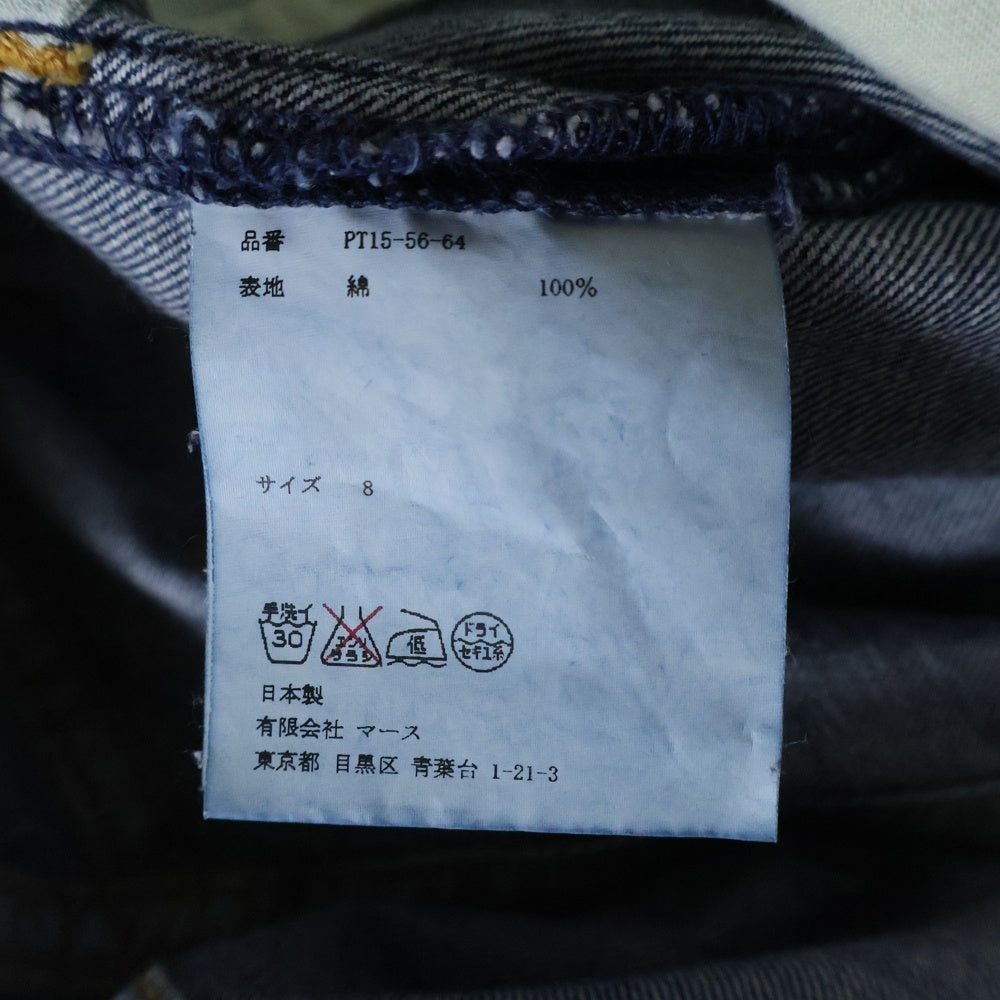 品番 PT15-56-64
表地 綿 100%
サイズ 8
手洗イ 30 エンソ サラシ 低 ドライ セキユ系
日本製
有限会社 マース
東京都 目黒区 青葉台 1-21-3